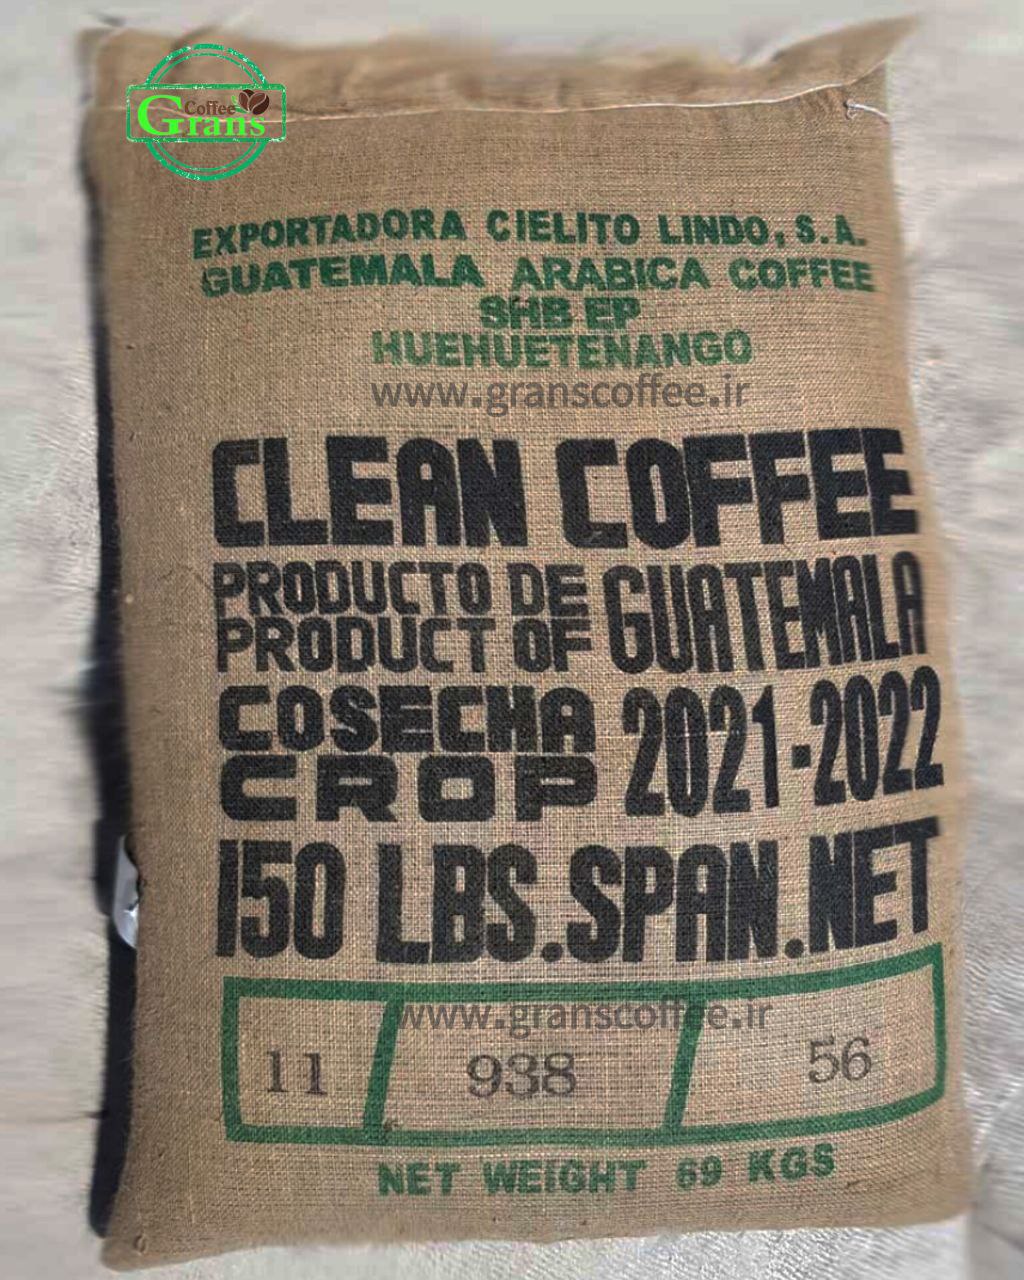 Coffee
Grans
EXPORTADORA CIELITO LINDO, S.A.
GUATEMALA ARABICA COFFEE
SHB EP
HUEHUETENANGO
www.granscoffee.ir
CLEAN COFFEE
PRODUCTO DE
PRODUCT OF GUATEMALA
COSECHA
CROP 2021-2022
150 LBS.SPAN.NET
www.granscoffee.ir
11 938 56
NET WEIGHT 69 KGS